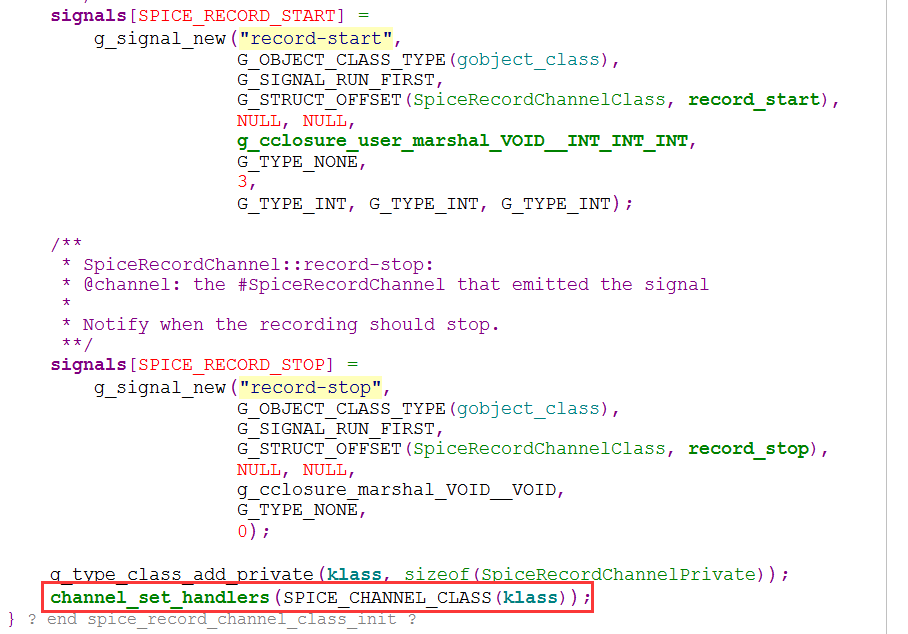 signals[SPICE_RECORD_START] =
g_signal_new("record-start",
G_OBJECT_CLASS_TYPE(gobject_class),
G_SIGNAL_RUN_FIRST,
G_STRUCT_OFFSET(SpiceRecordChannelClass, record_start),
NULL, NULL,
g_cclosure_user_marshal_VOID__INT_INT_INT,
G_TYPE_NONE,
3,
G_TYPE_INT, G_TYPE_INT, G_TYPE_INT);
/**
* SpiceRecordChannel::record-stop:
* @channel: the #SpiceRecordChannel that emitted the signal
*
* Notify when the recording should stop.
**/
signals[SPICE_RECORD_STOP] =
g_signal_new("record-stop",
G_OBJECT_CLASS_TYPE(gobject_class),
G_SIGNAL_RUN_FIRST,
G_STRUCT_OFFSET(SpiceRecordChannelClass, record_stop),
NULL, NULL,
g_cclosure_marshal_VOID__VOID,
G_TYPE_NONE,
0);
g_type_class_add_private(klass, sizeof(SpiceRecordChannelPrivate));
channel_set_handlers(SPICE_CHANNEL_CLASS(klass));
} ? end spice_record_channel_class_init ?